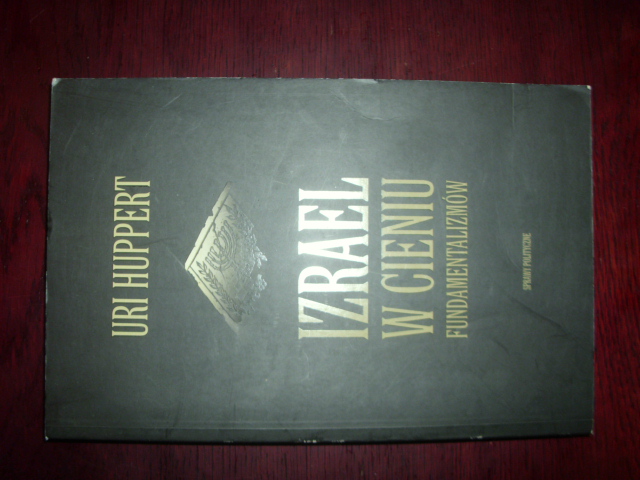 URI HUPPERT
IZRAEL
W CIENIU
FUNDAMENTALIZMÓW
SPRAWY POLITYCZNE